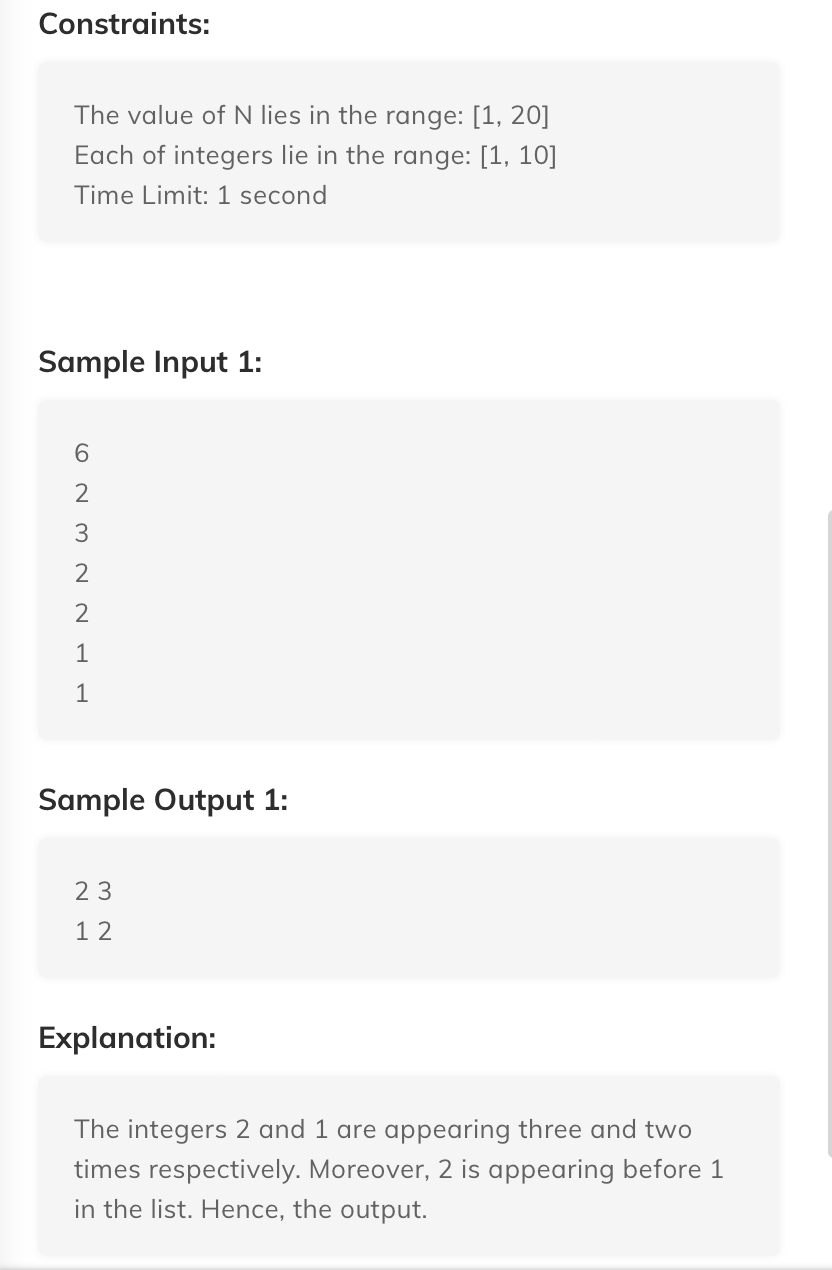 Constraints:
The value of N lies in the range: [1, 20]
Each of integers lie in the range: [1, 10]
Time Limit: 1 second
Sample Input 1:
6
2
3
2
2
1
1
Sample Output 1:
2 3
1 2
Explanation:
The integers 2 and 1 are appearing three and two
times respectively. Moreover, 2 is appearing before 1
in the list. Hence, the output.